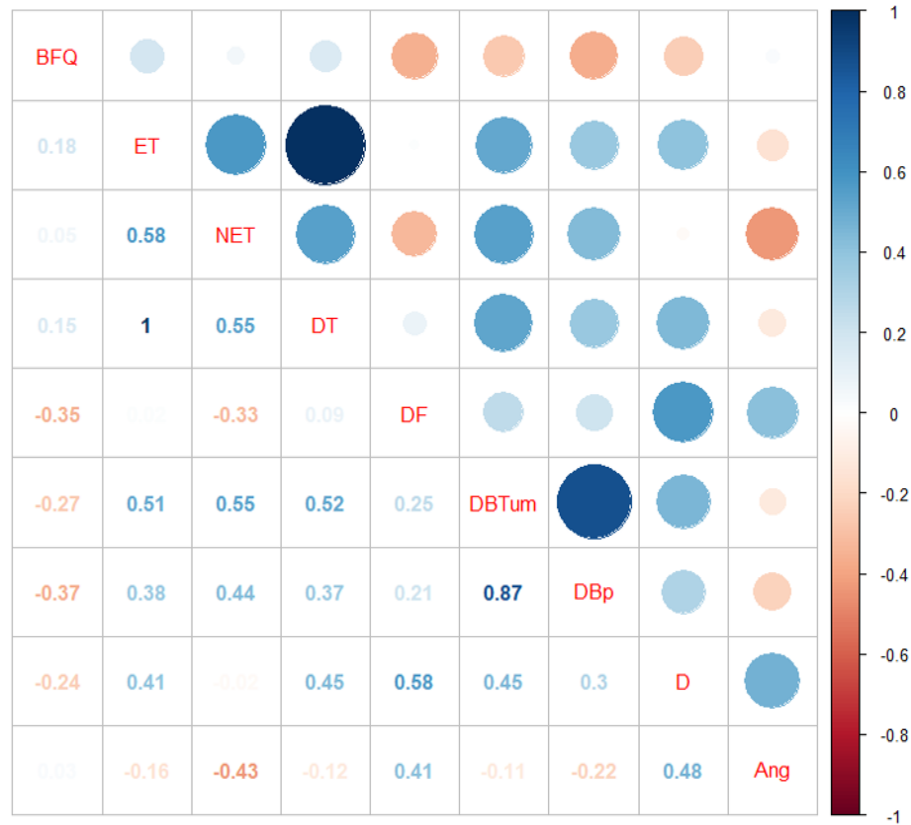 BFQ
0.18 ET
0.05 0.58 NET
0.15 1 0.55 DT
-0.35 0.02 -0.33 0.09 DF
-0.27 0.51 0.55 0.52 0.25 DBTum
-0.37 0.38 0.44 0.37 0.21 0.87 DBp
-0.24 0.41 -0.02 0.45 0.58 0.45 0.3 D
0.03 -0.16 -0.43 -0.12 0.41 -0.11 -0.22 0.48 Ang
1
0.8
0.6
0.4
0.2
0
-0.2
-0.4
-0.6
-0.8
-1